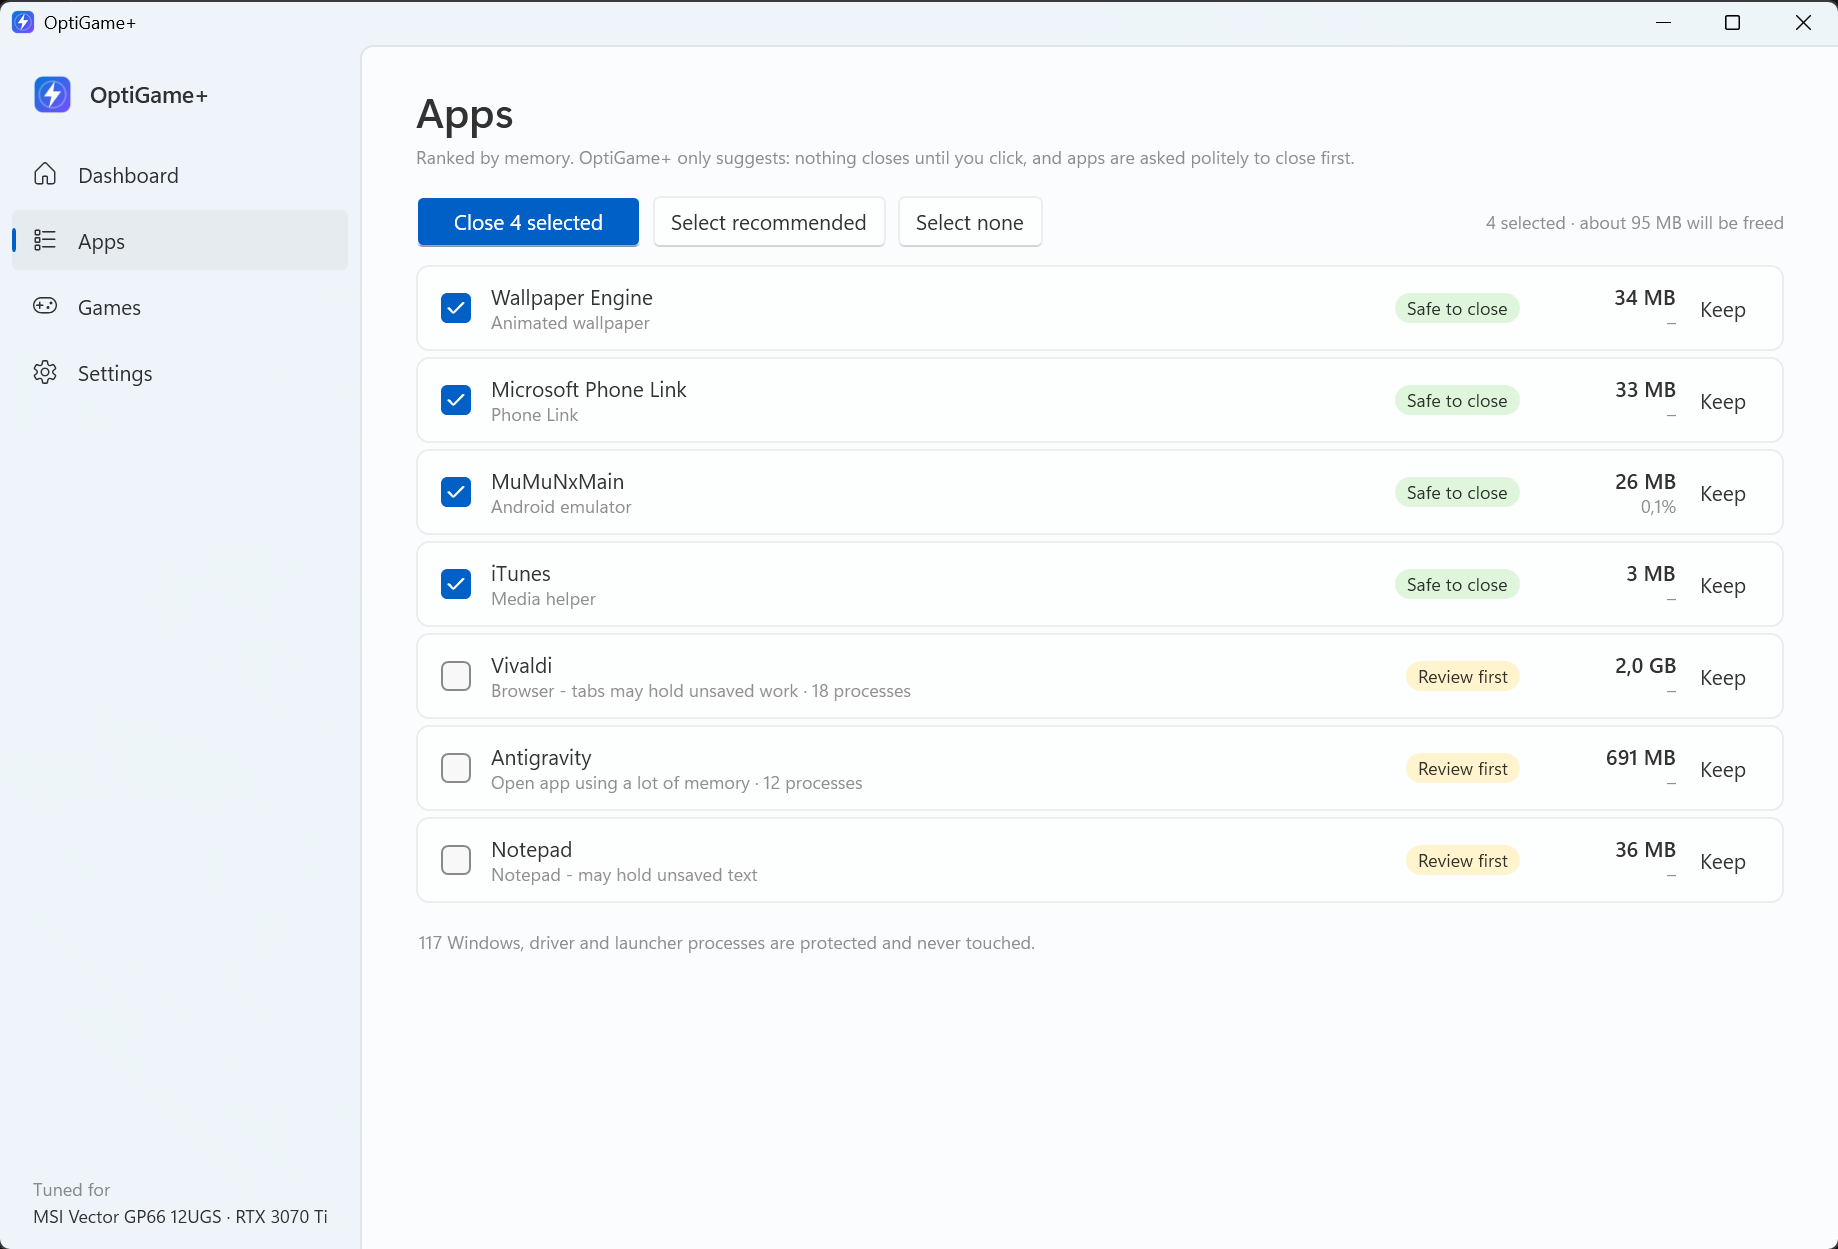 OptiGame+
OptiGame+
Dashboard
Apps
Games
Settings
Tuned for
MSI Vector GP66 12UGS · RTX 3070 Ti
Apps
Ranked by memory. OptiGame+ only suggests: nothing closes until you click, and apps are asked politely to close first.
Close 4 selected
Select recommended
Select none
4 selected · about 95 MB will be freed
Wallpaper Engine
Animated wallpaper
Safe to close
34 MB
–
Keep
Microsoft Phone Link
Phone Link
Safe to close
33 MB
–
Keep
MuMuNxMain
Android emulator
Safe to close
26 MB
0,1%
Keep
iTunes
Media helper
Safe to close
3 MB
–
Keep
Vivaldi
Browser - tabs may hold unsaved work · 18 processes
Review first
2,0 GB
–
Keep
Antigravity
Open app using a lot of memory · 12 processes
Review first
691 MB
–
Keep
Notepad
Notepad - may hold unsaved text
Review first
36 MB
–
Keep
117 Windows, driver and launcher processes are protected and never touched.